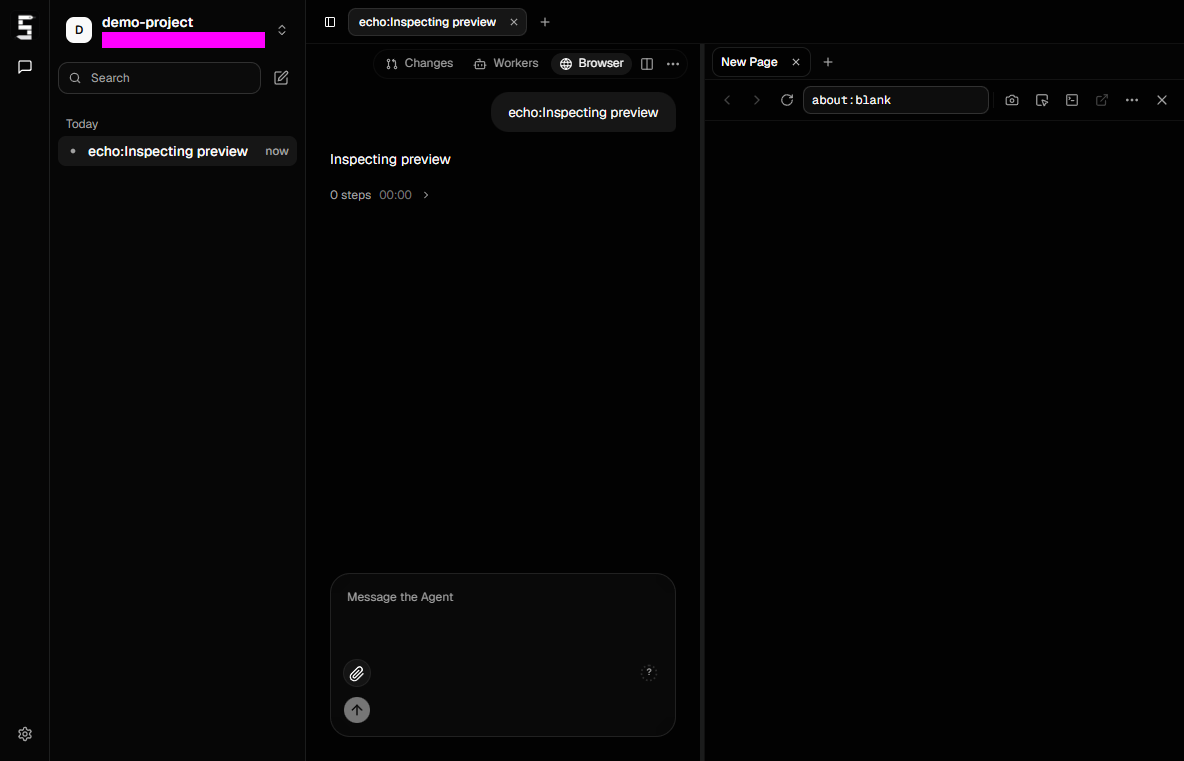 D
demo-project
Search
Today
echo:Inspecting preview
now
echo:Inspecting preview
Changes
Workers
Browser
echo:Inspecting preview
Inspecting preview
0 steps 00:00
Message the Agent
?
New Page
about:blank